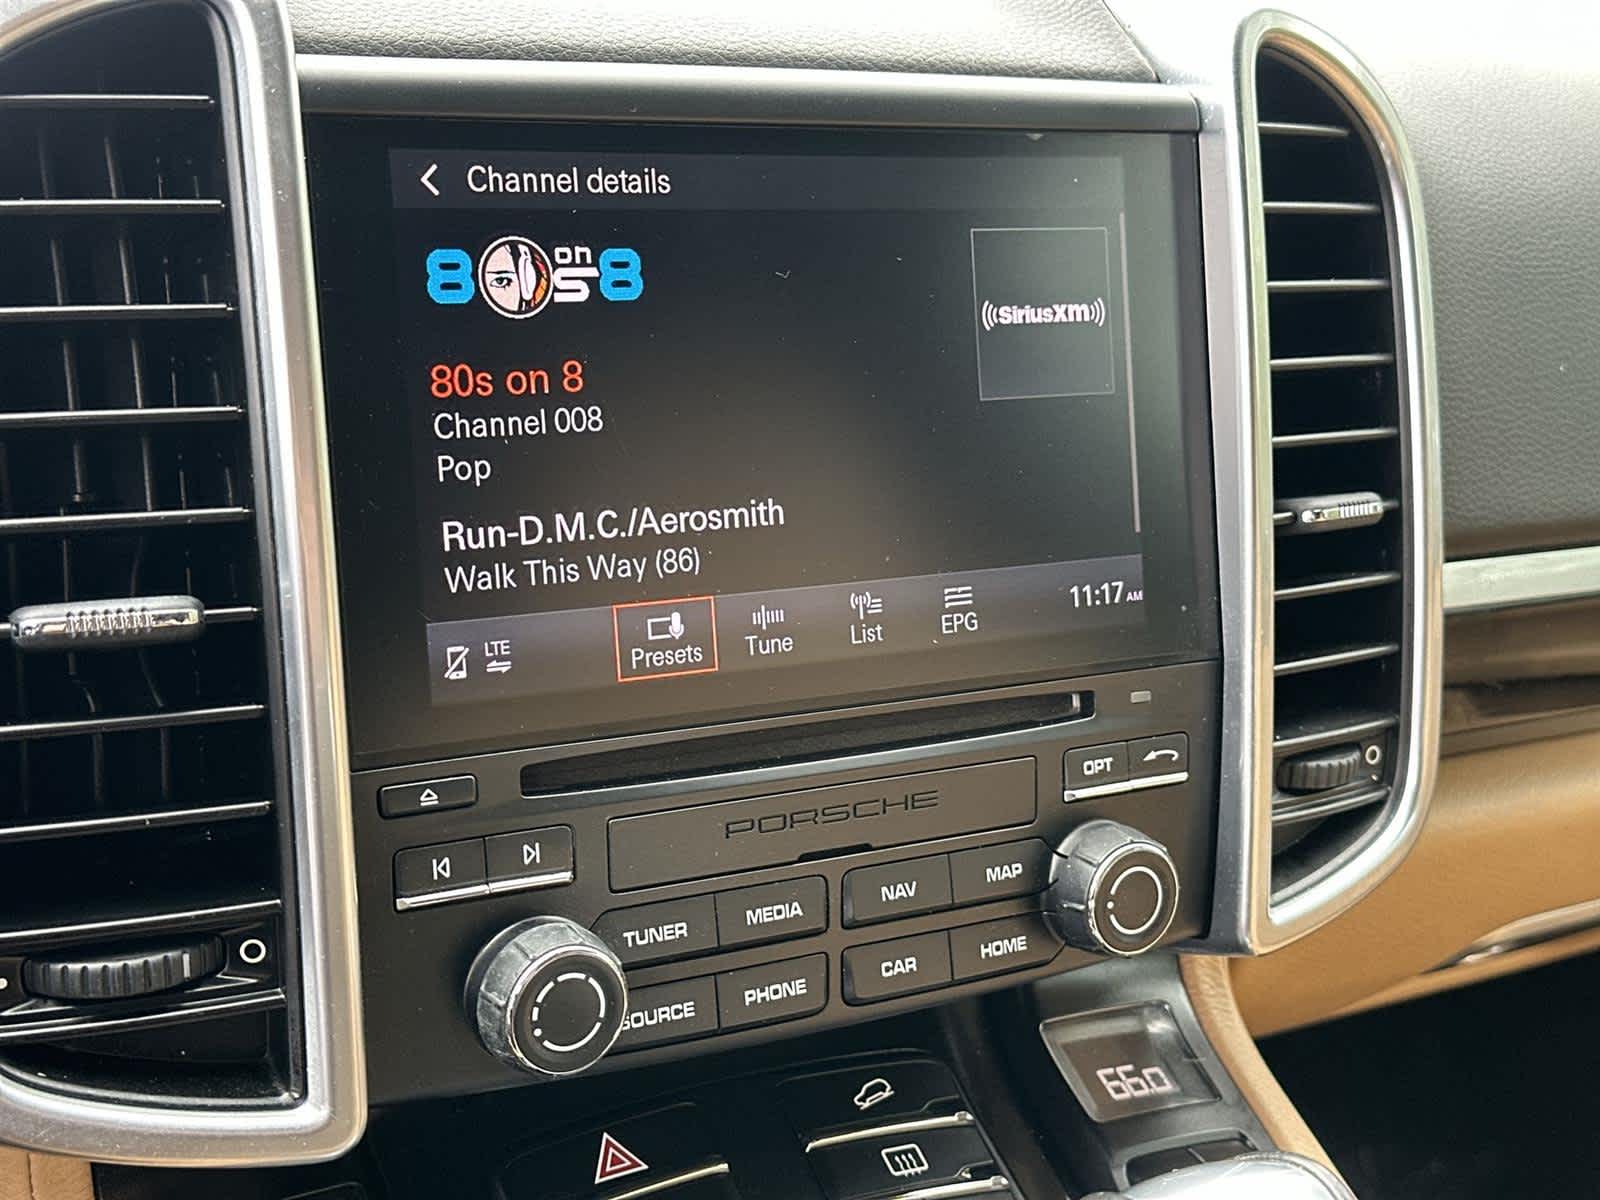 Channel details
80s on 8
((SiriusXM))
80s on 8
Channel 008
Pop
Run-D.M.C./Aerosmith
Walk This Way (86)
LTE
Presets
Tune
List
EPG
11:17 AM
OPT
PORSCHE
TUNER
MEDIA
NAV
MAP
SOURCE
PHONE
CAR
HOME
66.0